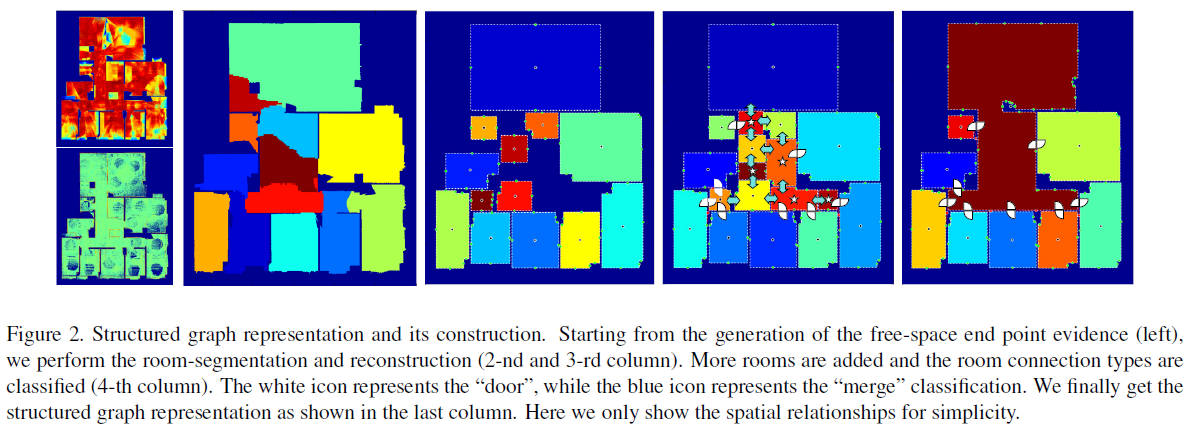 Figure 2. Structured graph representation and its construction. Starting from the generation of the free-space end point evidence (left),
we perform the room-segmentation and reconstruction (2-nd and 3-rd column). More rooms are added and the room connection types are
classified (4-th column). The white icon represents the “door”, while the blue icon represents the “merge” classification. We finally get the
structured graph representation as shown in the last column. Here we only show the spatial relationships for simplicity.